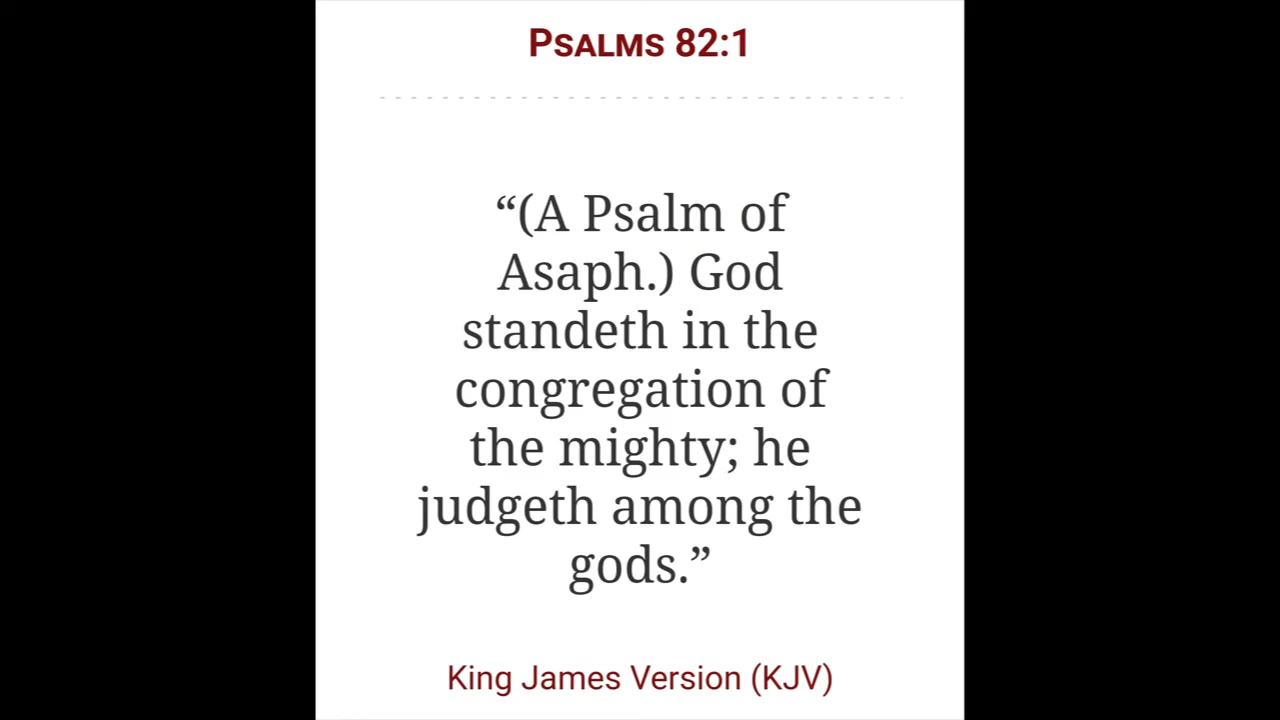 Psalms 82:1
“(A Psalm of
Asaph.) God
standeth in the
congregation of
the mighty; he
judgeth among the
gods.”
King James Version (KJV)